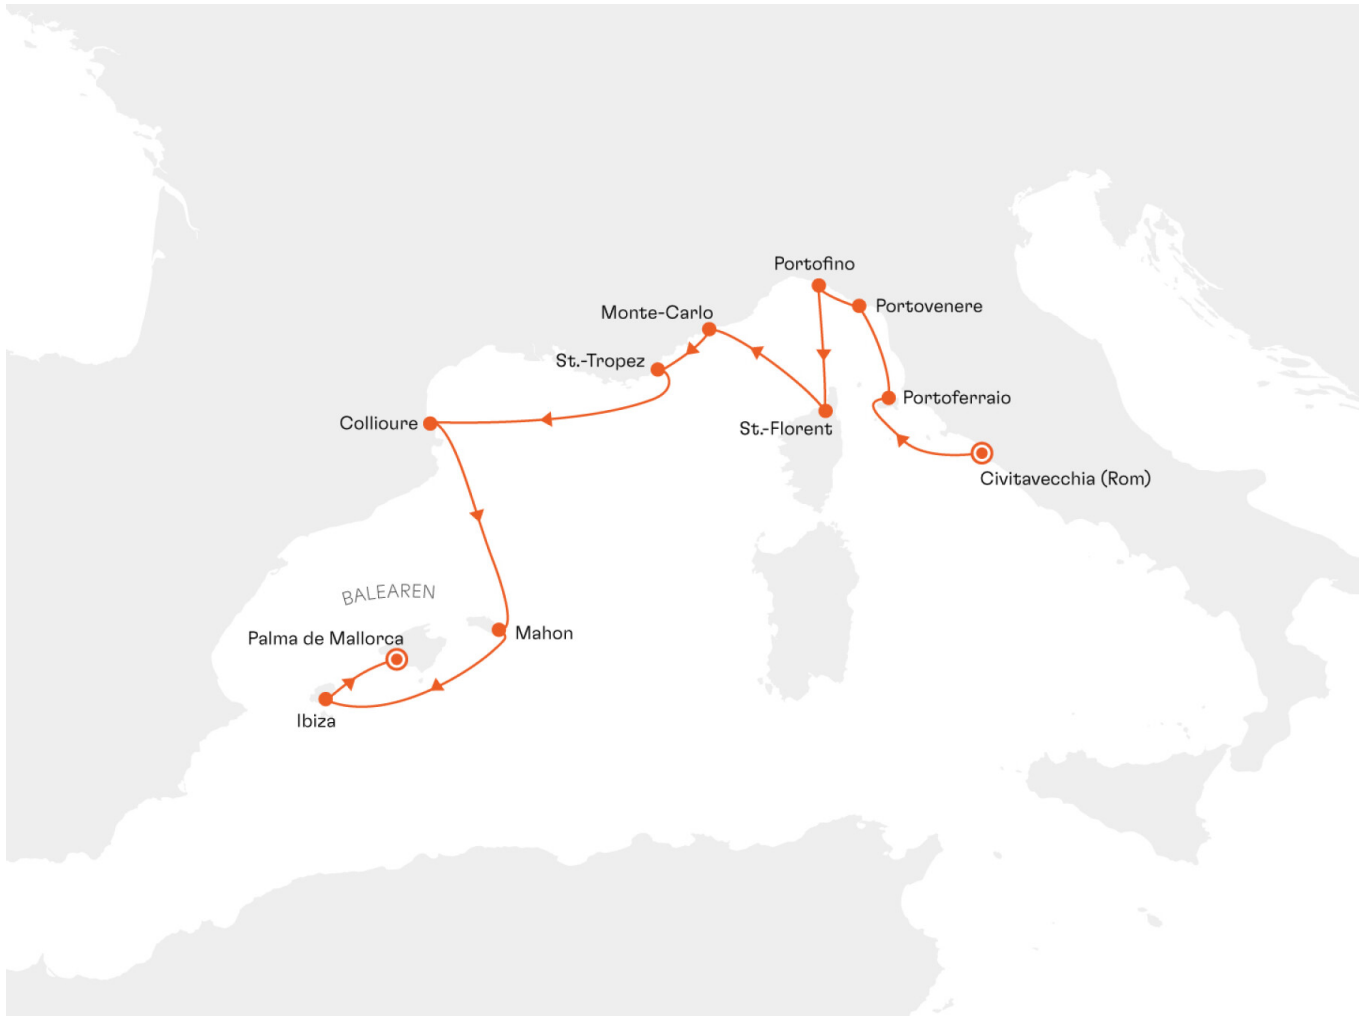 Portofino
Portovenere
Monte-Carlo
St.-Tropez
Portoferraio
Collioure
St.-Florent
Civitavecchia (Rom)
BALEAREN
Mahon
Palma de Mallorca
Ibiza